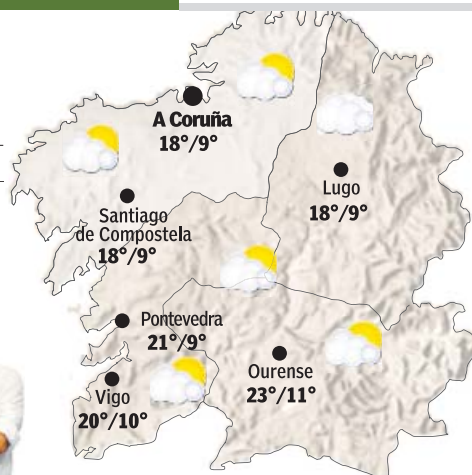 A Coruña
18°/9°
Lugo
18°/9°
Santiago
de Compostela
18°/9°
Pontevedra
21°/9°
Ourense
23°/11°
Vigo
20°/10°